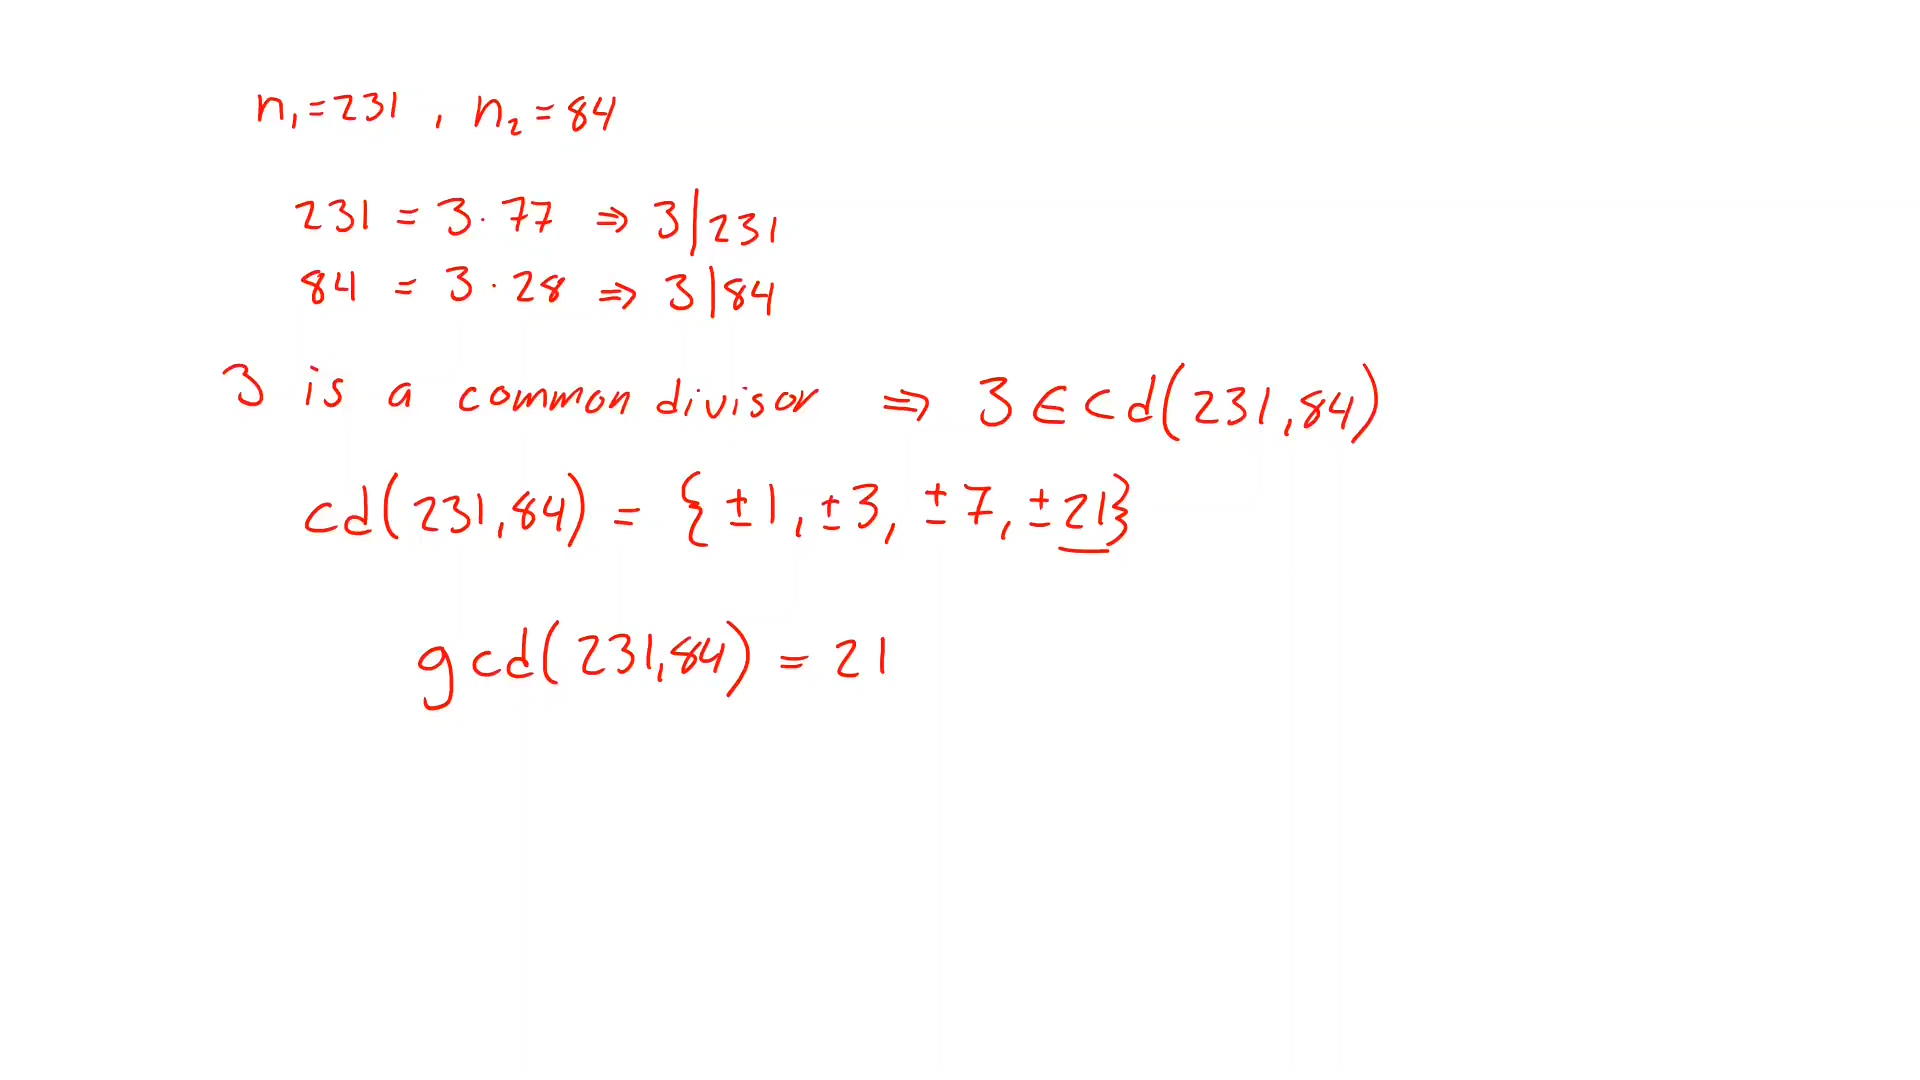 n₁ = 231 , n₂ = 84
231 = 3 · 77 ⇒ 3 | 231
84 = 3 · 28 ⇒ 3 | 84
3 is a common divisor ⇒ 3 ∈ cd(231,84)
cd(231,84) = {±1, ±3, ±7, ±21}
gcd(231,84) = 21